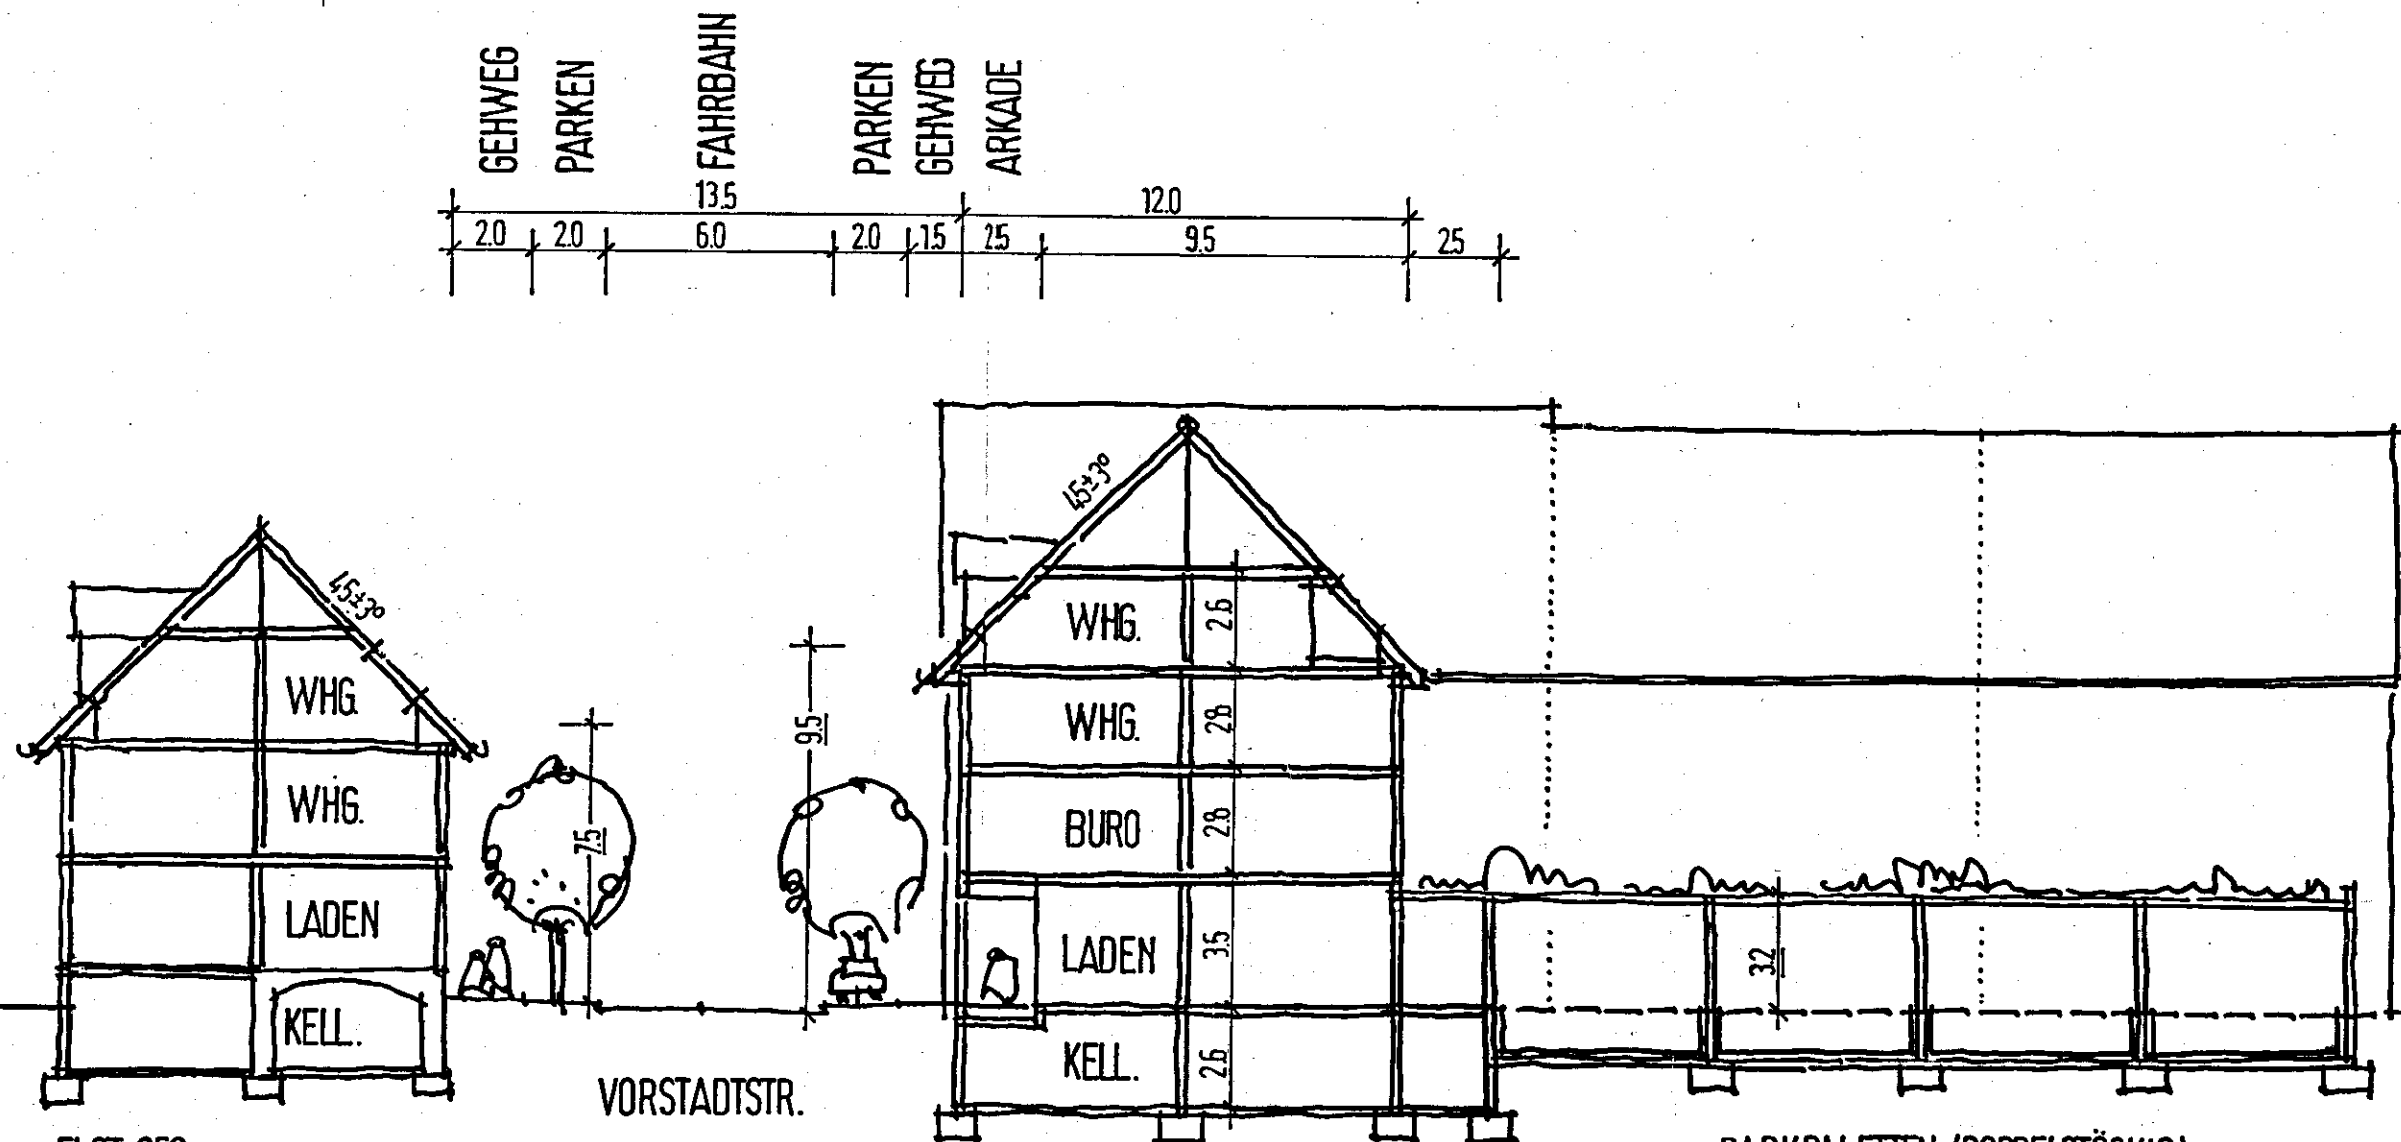 GEHWEG
PARKEN
FAHRBAHN
PARKEN
GEHWEG
ARKADE
13.5
12.0
2.0
2.0
6.0
2.0
1.5
2.5
9.5
2.5
45±3°
45±3°
WHG.
2.6
WHG.
WHG.
2.8
9.5
WHG.
7.5
BURO
2.8
LADEN
LADEN
3.5
3.2
KELL.
KELL.
2.6
VORSTADTSTR.